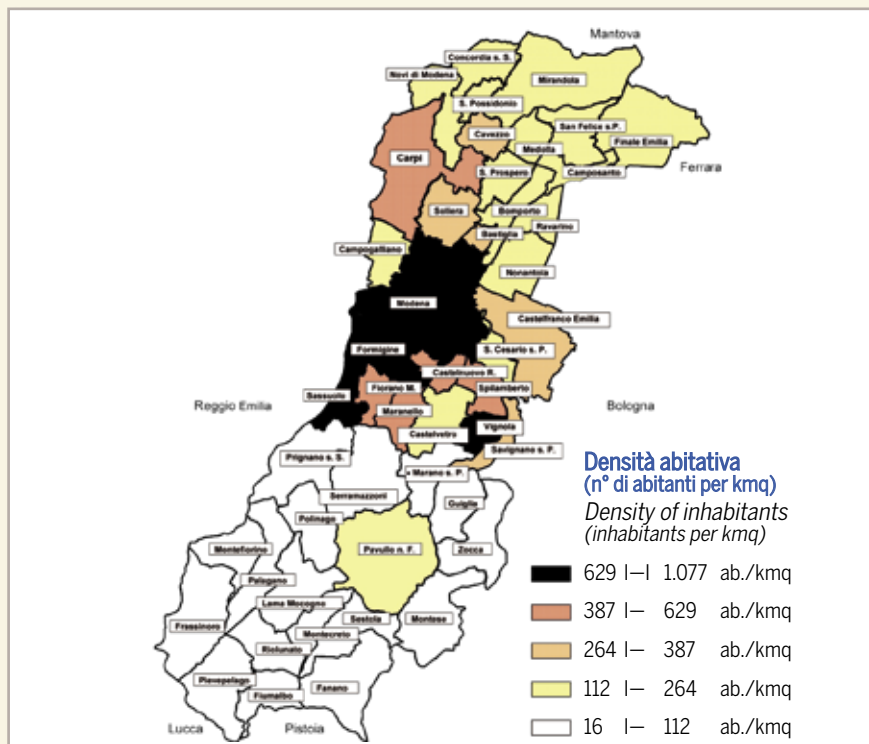 Mantova
Concordia s. S.
Novi di Modena
Mirandola
S. Possidonio
San Felice s.P.
Cavezzo
Finale Emilia
Medolla
Carpi
Ferrara
S. Prospero
Camposanto
Soliera
Bomporto
Ravarino
Bastiglia
Campogalliano
Nonantola
Modena
Castelfranco Emilia
Formigine
S. Cesario s. P.
Castelnuovo R.
Fiorano M.
Spilamberto
Sassuolo
Reggio Emilia
Maranello
Bologna
Vignola
Castelvetro
Savignano s. P.
Prignano s. S.
Marano s. P.
Serramazzoni
Guiglia
Polinago
Montefiorino
Pavullo n. F.
Zocca
Palagano
Lama Mocogno
Sestola
Montese
Frassinoro
Montecreto
Riolunato
Pievepelago
Fanano
Fiumalbo
Lucca
Pistoia
Densità abitativa
(n° di abitanti per kmq)
Density of inhabitants
(inhabitants per kmq)
629 I—I 1.077 ab./kmq
387 I— 629 ab./kmq
264 I— 387 ab./kmq
112 I— 264 ab./kmq
16 I— 112 ab./kmq